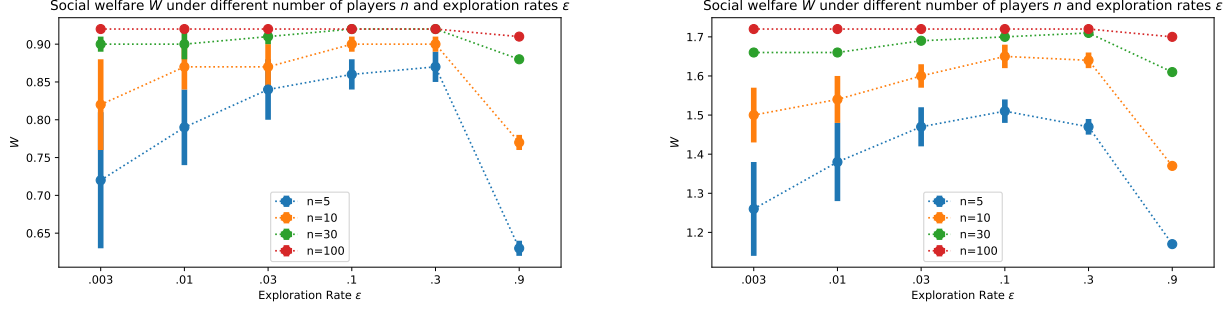 Social welfare W under different number of players n and exploration rates ε
0.90
0.85
0.80
0.75
0.70
0.65
W
n=5
n=10
n=30
n=100
.003
.01
.03
.1
.3
.9
Exploration Rate ε
Social welfare W under different number of players n and exploration rates ε
1.7
1.6
1.5
1.4
1.3
1.2
W
n=5
n=10
n=30
n=100
.003
.01
.03
.1
.3
.9
Exploration Rate ε